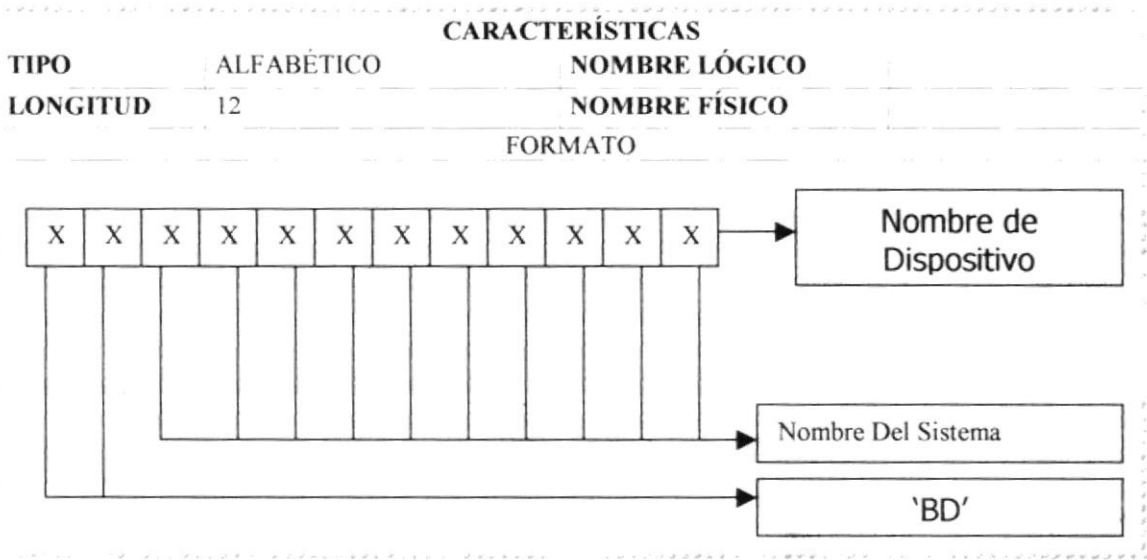 CARACTERÍSTICAS
TIPO ALFABÉTICO NOMBRE LÓGICO
LONGITUD 12 NOMBRE FÍSICO
FORMATO
X X X X X X X X X X X X
Nombre de
Dispositivo
Nombre Del Sistema
‘BD’